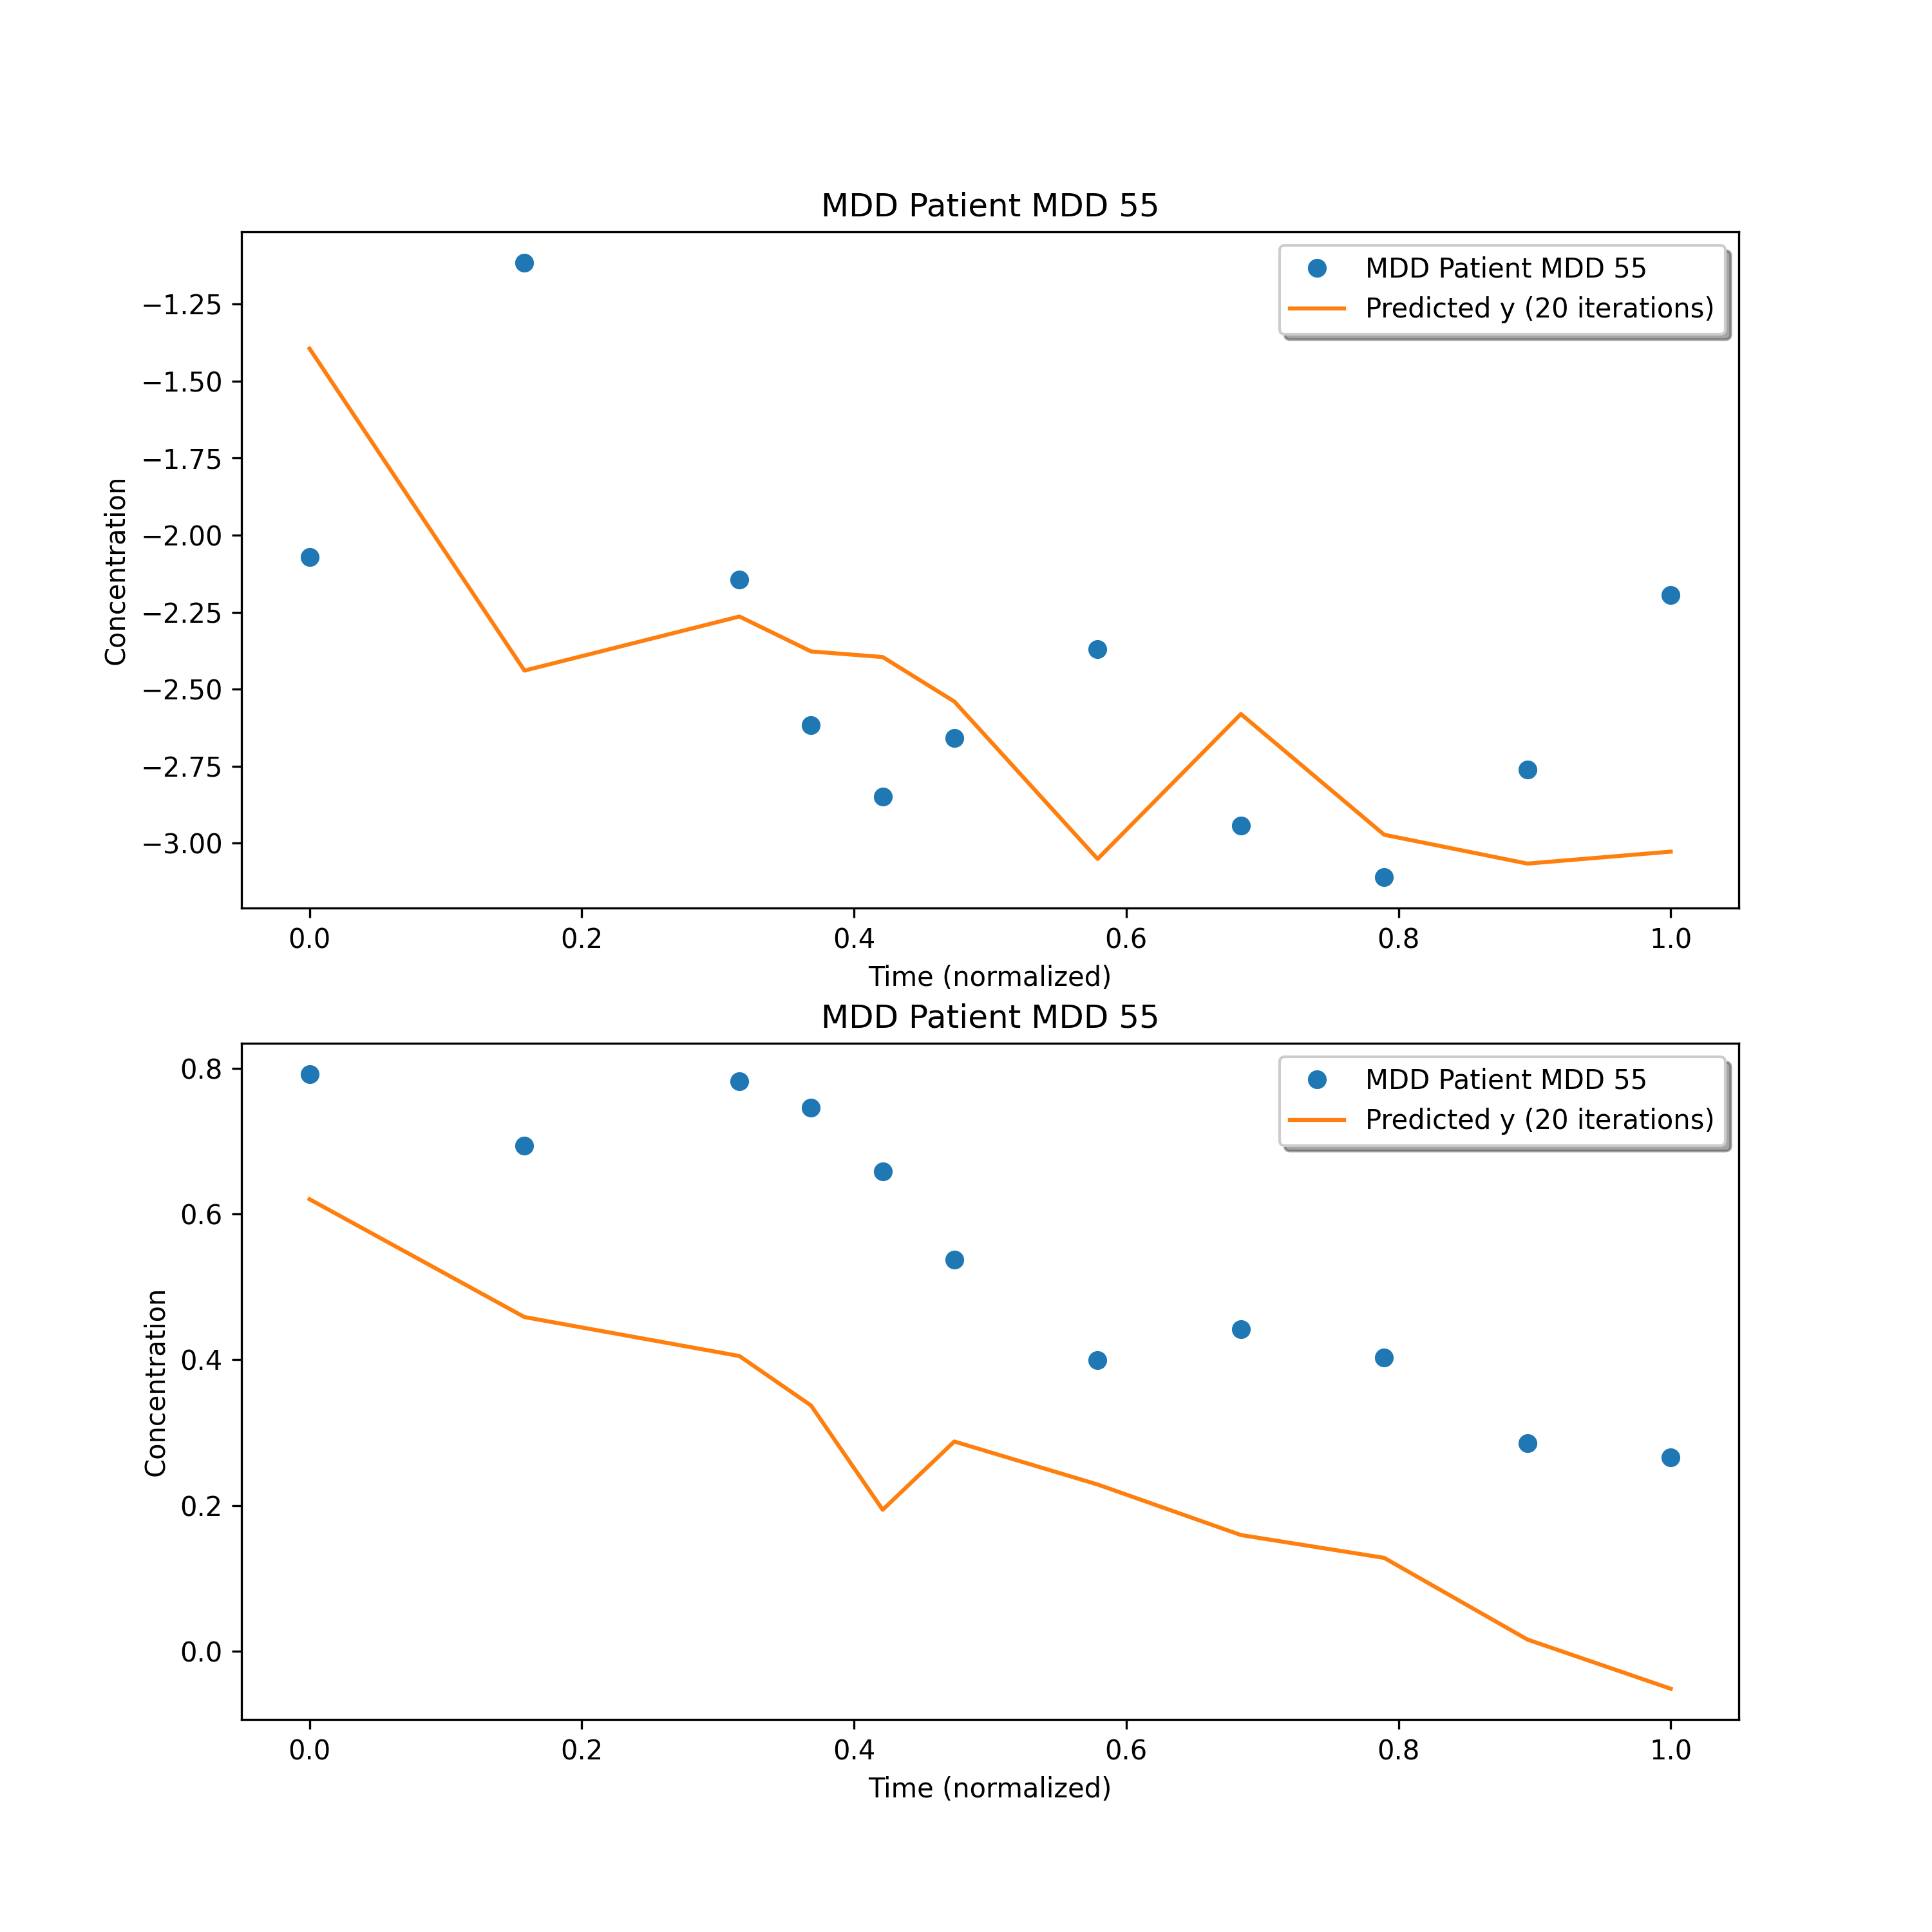 MDD Patient MDD 55
MDD Patient MDD 55
Predicted y (20 iterations)
Concentration
−1.25
−1.50
−1.75
−2.00
−2.25
−2.50
−2.75
−3.00
0.0 0.2 0.4 0.6 0.8 1.0
Time (normalized)
MDD Patient MDD 55
MDD Patient MDD 55
Predicted y (20 iterations)
Concentration
0.8
0.6
0.4
0.2
0.0
0.0 0.2 0.4 0.6 0.8 1.0
Time (normalized)